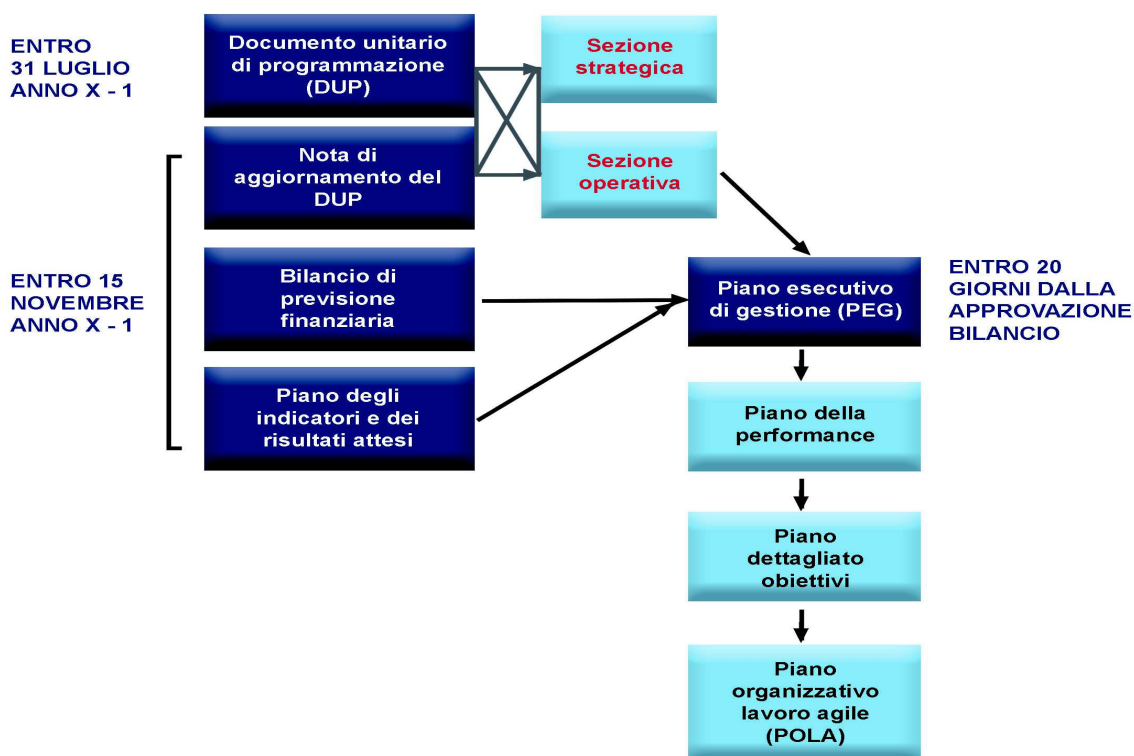 ENTRO
31 LUGLIO
ANNO X - 1
Documento unitario
di programmazione
(DUP)
Sezione
strategica
Nota di
aggiornamento del
DUP
Sezione
operativa
ENTRO 15
NOVEMBRE
ANNO X - 1
Bilancio di
previsione
finanziaria
Piano esecutivo
di gestione (PEG)
ENTRO 20
GIORNI DALLA
APPROVAZIONE
BILANCIO
Piano degli
indicatori e dei
risultati attesi
Piano della
performance
Piano
dettagliato
obiettivi
Piano
organizzativo
lavoro agile
(POLA)